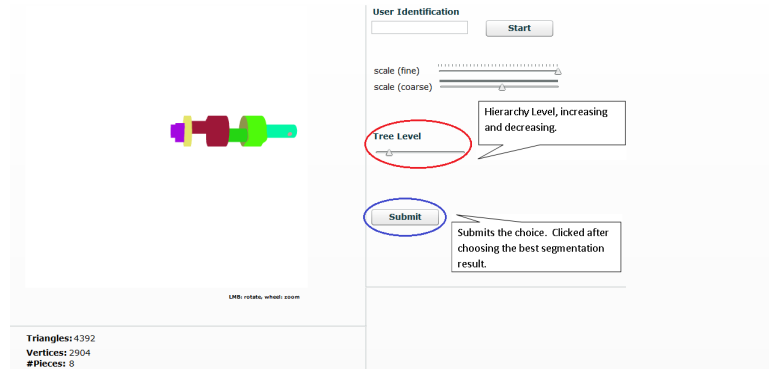 User Identification
Start
scale (fine)
scale (coarse)
Hierarchy Level, increasing
and decreasing.
Tree Level
Submit
Submits the choice. Clicked after
choosing the best segmentation
result.
LMB: rotate, wheel: zoom
Triangles: 4392
Vertices: 2904
#Pieces: 8